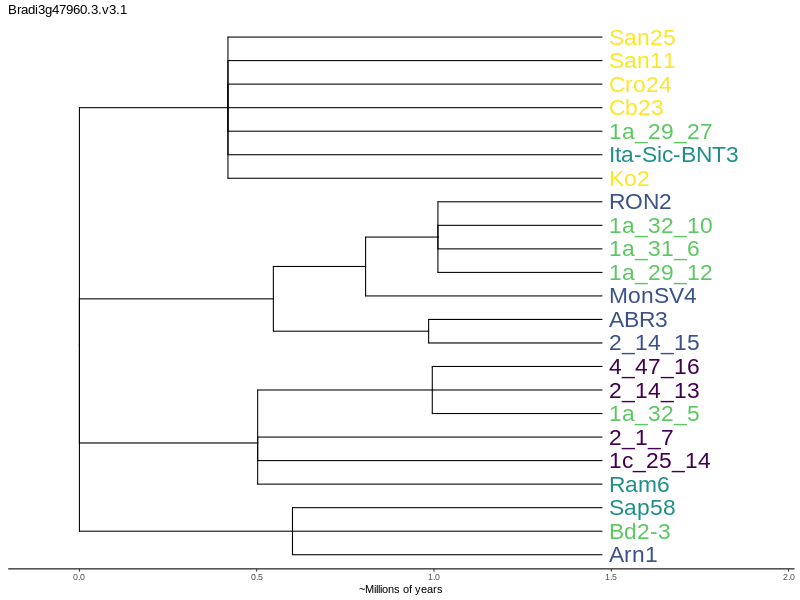 Bradi3g47960.3.v3.1
San25
San11
Cro24
Cb23
1a_29_27
Ita-Sic-BNT3
Ko2
RON2
1a_32_10
1a_31_6
1a_29_12
MonSV4
ABR3
2_14_15
4_47_16
2_14_13
1a_32_5
2_1_7
1c_25_14
Ram6
Sap58
Bd2-3
Arn1
0.0 0.5 1.0 1.5 2.0
~Millions of years